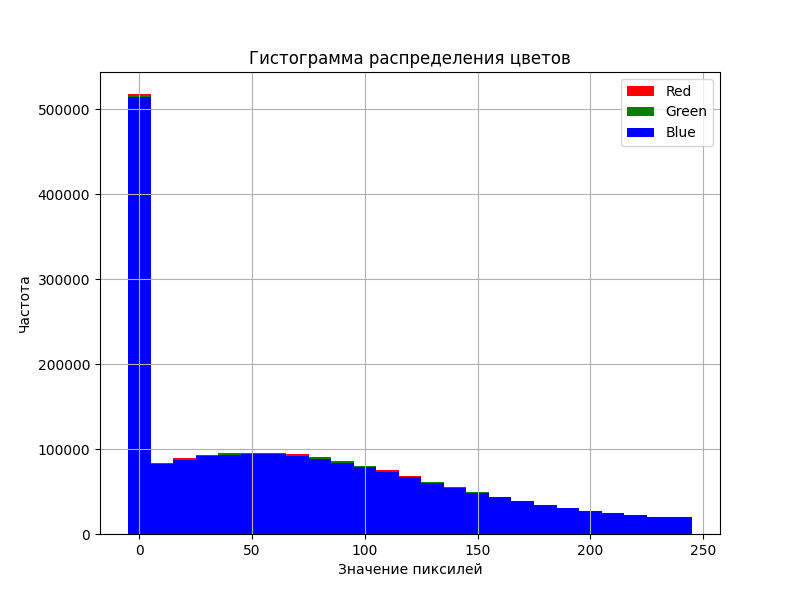 Гистограмма распределения цветов
Red
Green
Blue
500000
400000
300000
200000
100000
0
Частота
0 50 100 150 200 250
Значение пиксилей